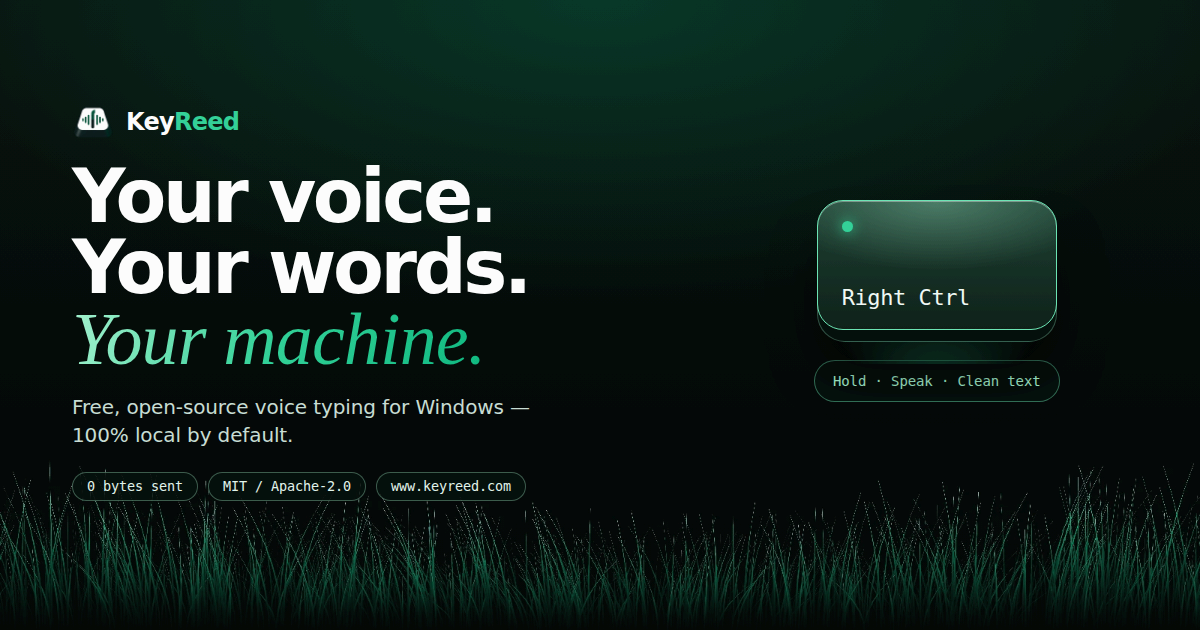 KeyReed
Your voice.
Your words.
Your machine.
Free, open-source voice typing for Windows —
100% local by default.
0 bytes sent
MIT / Apache-2.0
www.keyreed.com
Right Ctrl
Hold · Speak · Clean text